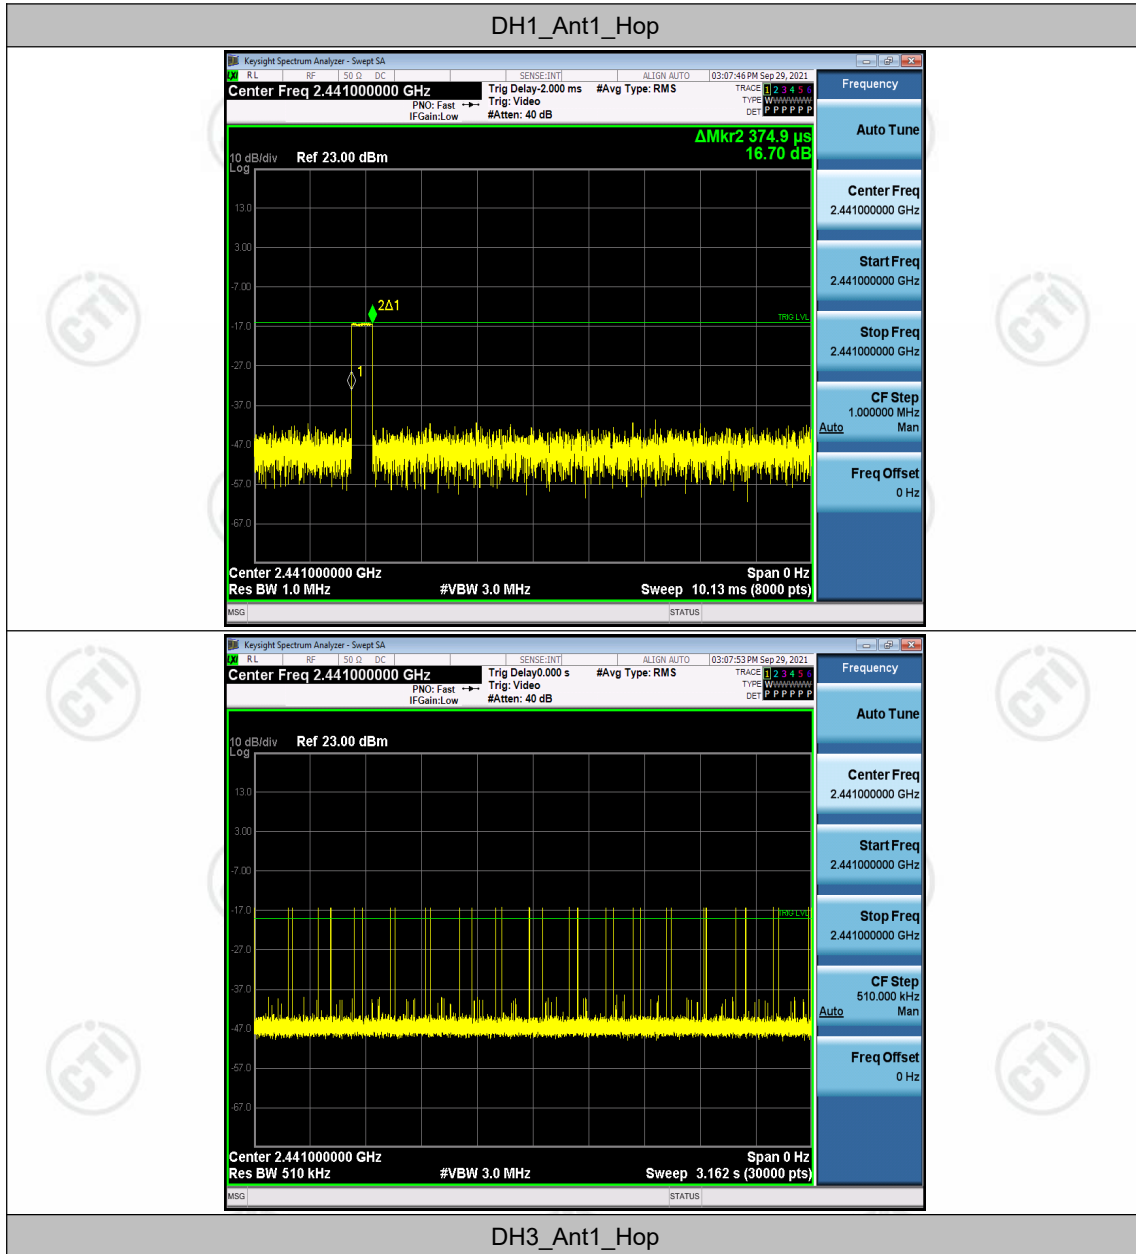 DH1_Ant1_Hop
Keysight Spectrum Analyzer - Swept SA
LXI RL RF 50 Ω DC SENSE:INT ALIGN AUTO 03:07:46 PM Sep 29, 2021
Center Freq 2.441000000 GHz
PNO: Fast
IFGain:Low
Trig Delay-2.000 ms
Trig: Video
#Atten: 40 dB
#Avg Type: RMS
TRACE 1 2 3 4 5 6
TYPE WWWWWW
DET P P P P P P
ΔMkr2 374.9 µs
16.70 dB
10 dB/div
Log
Ref 23.00 dBm
13.0
3.00
-7.00
-17.0
-27.0
-37.0
-47.0
-57.0
-67.0
2Δ1
1
TRIG LVL
Center 2.441000000 GHz
Span 0 Hz
Res BW 1.0 MHz
#VBW 3.0 MHz
Sweep 10.13 ms (8000 pts)
MSG
STATUS
Frequency
Auto Tune
Center Freq
2.441000000 GHz
Start Freq
2.441000000 GHz
Stop Freq
2.441000000 GHz
CF Step
1.000000 MHz
Auto Man
Freq Offset
0 Hz
Keysight Spectrum Analyzer - Swept SA
LXI RL RF 50 Ω DC SENSE:INT ALIGN AUTO 03:07:53 PM Sep 29, 2021
Center Freq 2.441000000 GHz
PNO: Fast
IFGain:Low
Trig Delay0.000 s
Trig: Video
#Atten: 40 dB
#Avg Type: RMS
TRACE 1 2 3 4 5 6
TYPE WWWWWW
DET P P P P P P
10 dB/div
Log
Ref 23.00 dBm
13.0
3.00
-7.00
-17.0
-27.0
-37.0
-47.0
-57.0
-67.0
TRIG LVL
Center 2.441000000 GHz
Span 0 Hz
Res BW 510 kHz
#VBW 3.0 MHz
Sweep 3.162 s (30000 pts)
MSG
STATUS
Frequency
Auto Tune
Center Freq
2.441000000 GHz
Start Freq
2.441000000 GHz
Stop Freq
2.441000000 GHz
CF Step
510.000 kHz
Auto Man
Freq Offset
0 Hz
DH3_Ant1_Hop
CTI
CTI
CTI
CTI
CTI
CTI